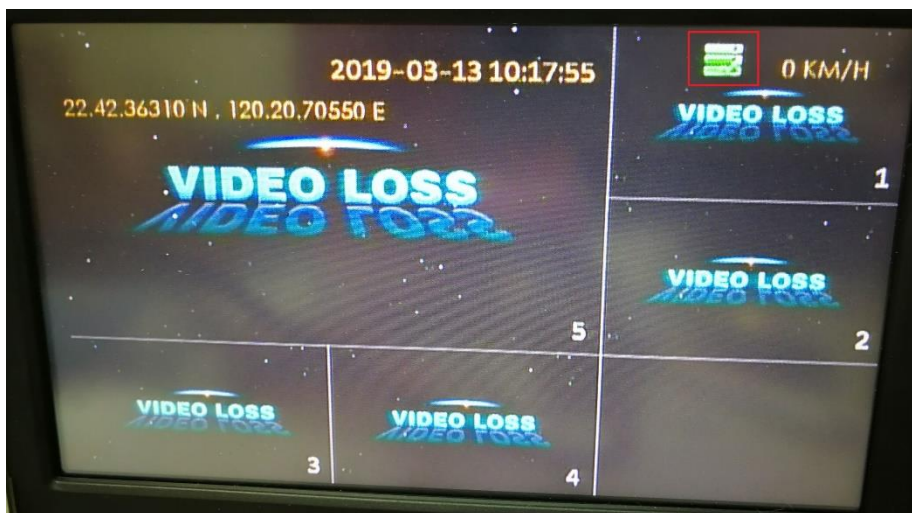 2019-03-13 10:17:55
0 KM/H
22.42.36310 N , 120.20.70550 E
VIDEO LOSS
5
VIDEO LOSS
1
VIDEO LOSS
2
VIDEO LOSS
3
VIDEO LOSS
4